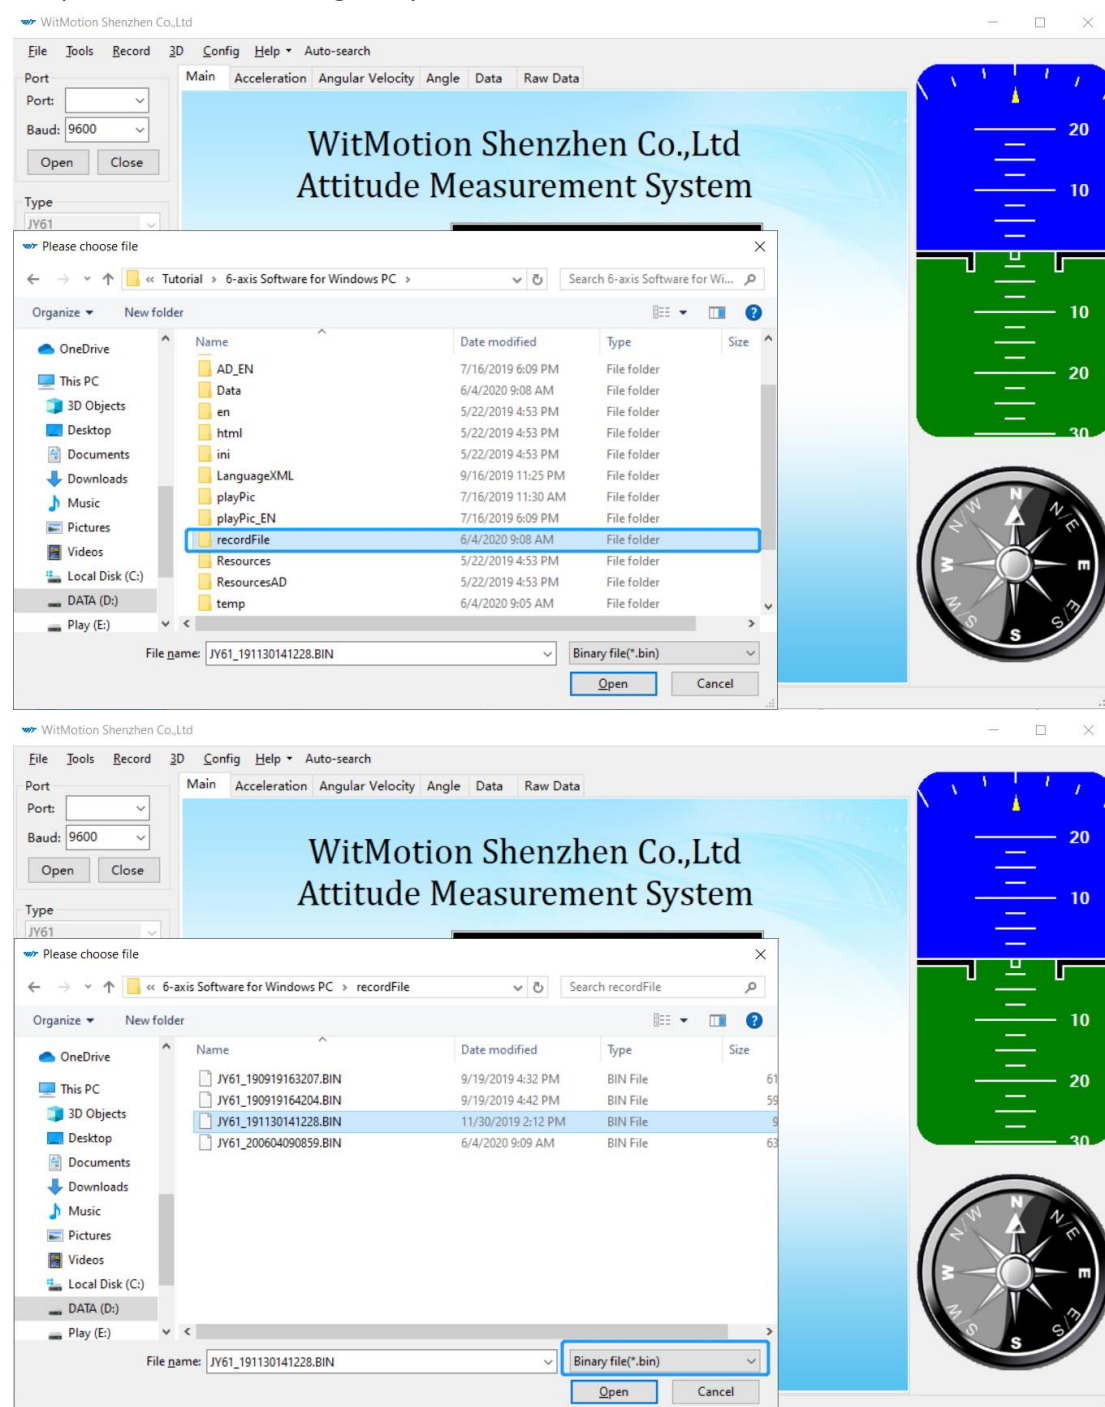 WitMotion Shenzhen Co.,Ltd
File Tools Record 3D Config Help Auto-search
Port
Port:
Baud: 9600
Open Close
Type
JY61
Main Acceleration Angular Velocity Angle Data Raw Data
WitMotion Shenzhen Co.,Ltd
Attitude Measurement System
20
10
10
20
30
N
N/E
E
S/E
S
W/S
W
N/W
Please choose file
« Tutorial > 6-axis Software for Windows PC >
Search 6-axis Software for Wi...
Organize New folder
OneDrive
This PC
3D Objects
Desktop
Documents
Downloads
Music
Pictures
Videos
Local Disk (C:)
DATA (D:)
Play (E:)
Name Date modified Type Size
AD_EN 7/16/2019 6:09 PM File folder
Data 6/4/2020 9:08 AM File folder
en 5/22/2019 4:53 PM File folder
html 5/22/2019 4:53 PM File folder
ini 5/22/2019 4:53 PM File folder
LanguageXML 9/16/2019 11:25 PM File folder
playPic 7/16/2019 11:30 AM File folder
playPic_EN 7/16/2019 6:09 PM File folder
recordFile 6/4/2020 9:08 AM File folder
Resources 5/22/2019 4:53 PM File folder
ResourcesAD 5/22/2019 4:53 PM File folder
temp 6/4/2020 9:05 AM File folder
File name: JY61_191130141228.BIN Binary file(*.bin)
Open Cancel
WitMotion Shenzhen Co.,Ltd
File Tools Record 3D Config Help Auto-search
Port
Port:
Baud: 9600
Open Close
Type
JY61
Main Acceleration Angular Velocity Angle Data Raw Data
WitMotion Shenzhen Co.,Ltd
Attitude Measurement System
20
10
10
20
30
N
N/E
E
S/E
S
W/S
W
N/W
Please choose file
« 6-axis Software for Windows PC > recordFile
Search recordFile
Organize New folder
OneDrive
This PC
3D Objects
Desktop
Documents
Downloads
Music
Pictures
Videos
Local Disk (C:)
DATA (D:)
Play (E:)
Name Date modified Type Size
JY61_190919163207.BIN 9/19/2019 4:32 PM BIN File 61
JY61_190919164204.BIN 9/19/2019 4:42 PM BIN File 59
JY61_191130141228.BIN 11/30/2019 2:12 PM BIN File 9
JY61_200604090859.BIN 6/4/2020 9:09 AM BIN File 63
File name: JY61_191130141228.BIN Binary file(*.bin)
Open Cancel